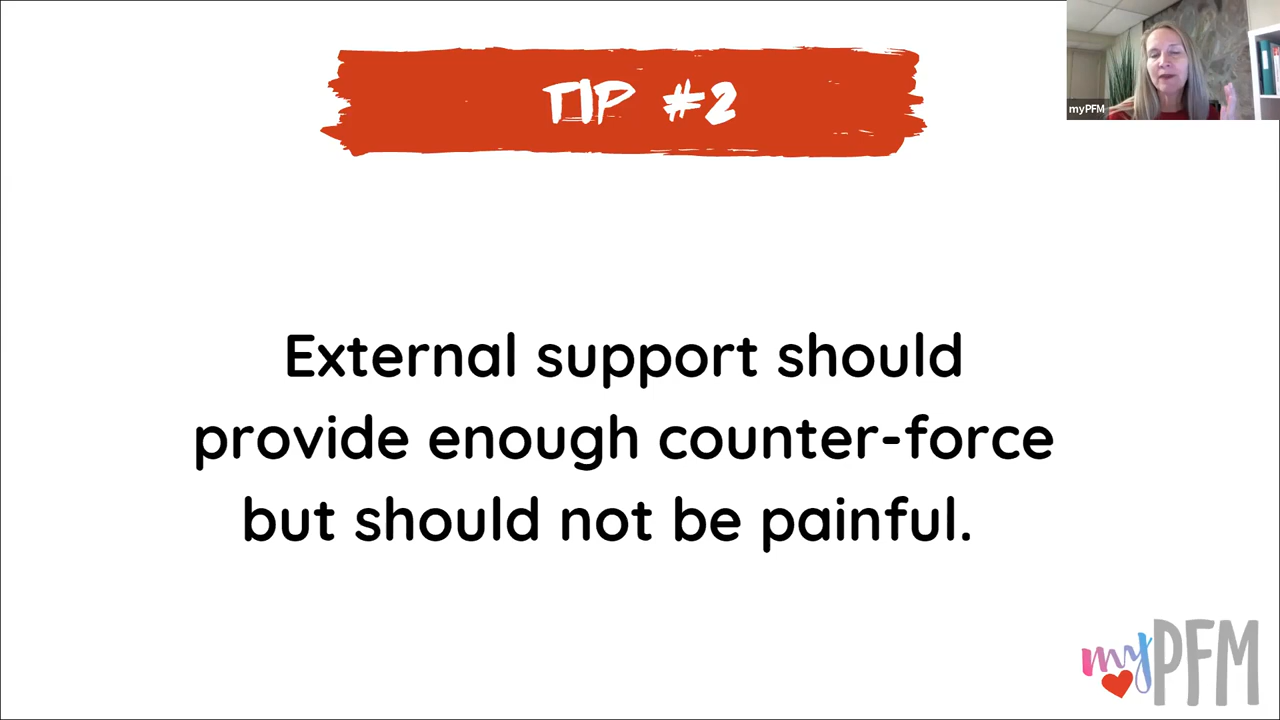 TIP #2
myPFM
External support should
provide enough counter-force
but should not be painful.
myPFM